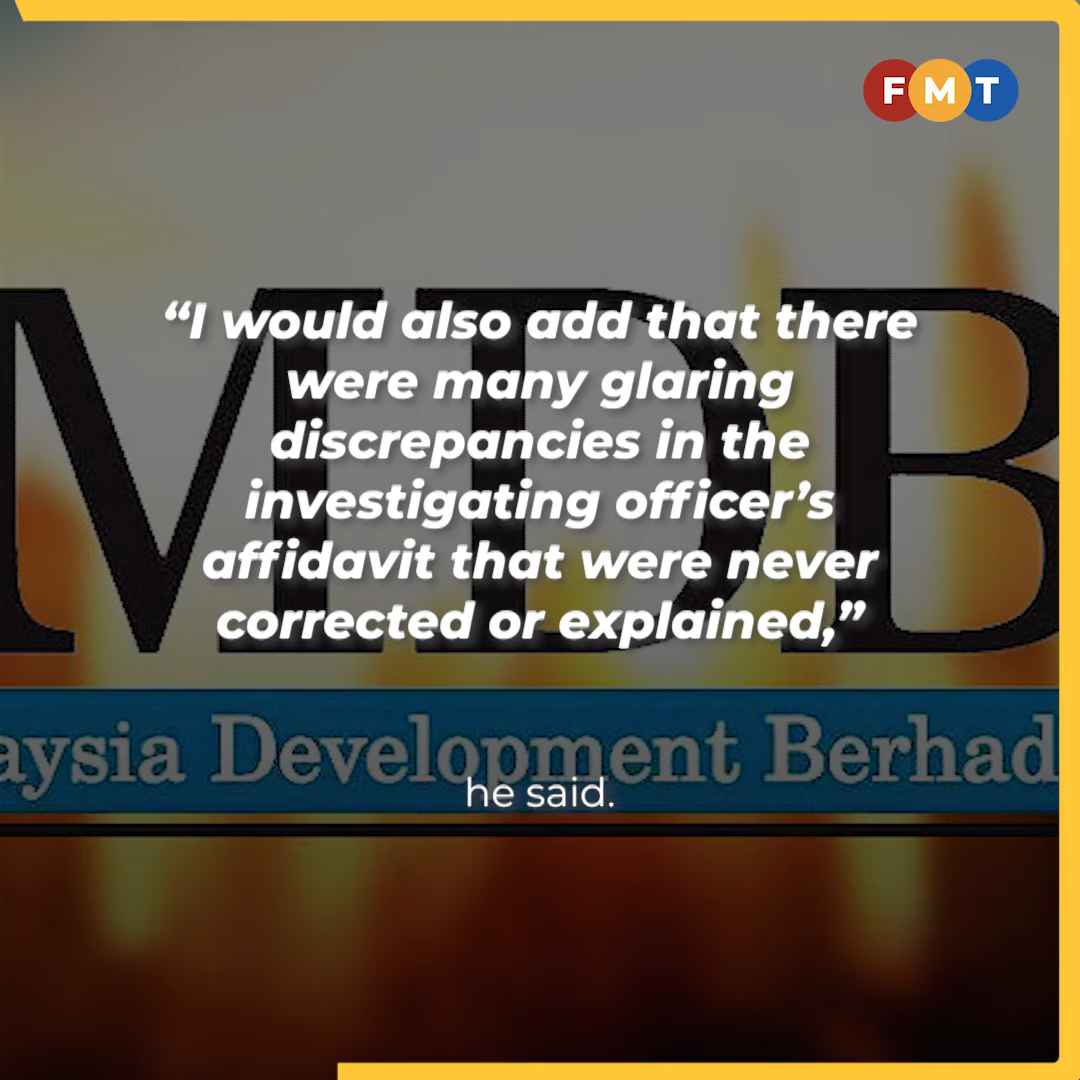 FMT
MDB
“I would also add that there
were many glaring
discrepancies in the
investigating officer’s
affidavit that were never
corrected or explained,”
aysia Development Berhad
he said.